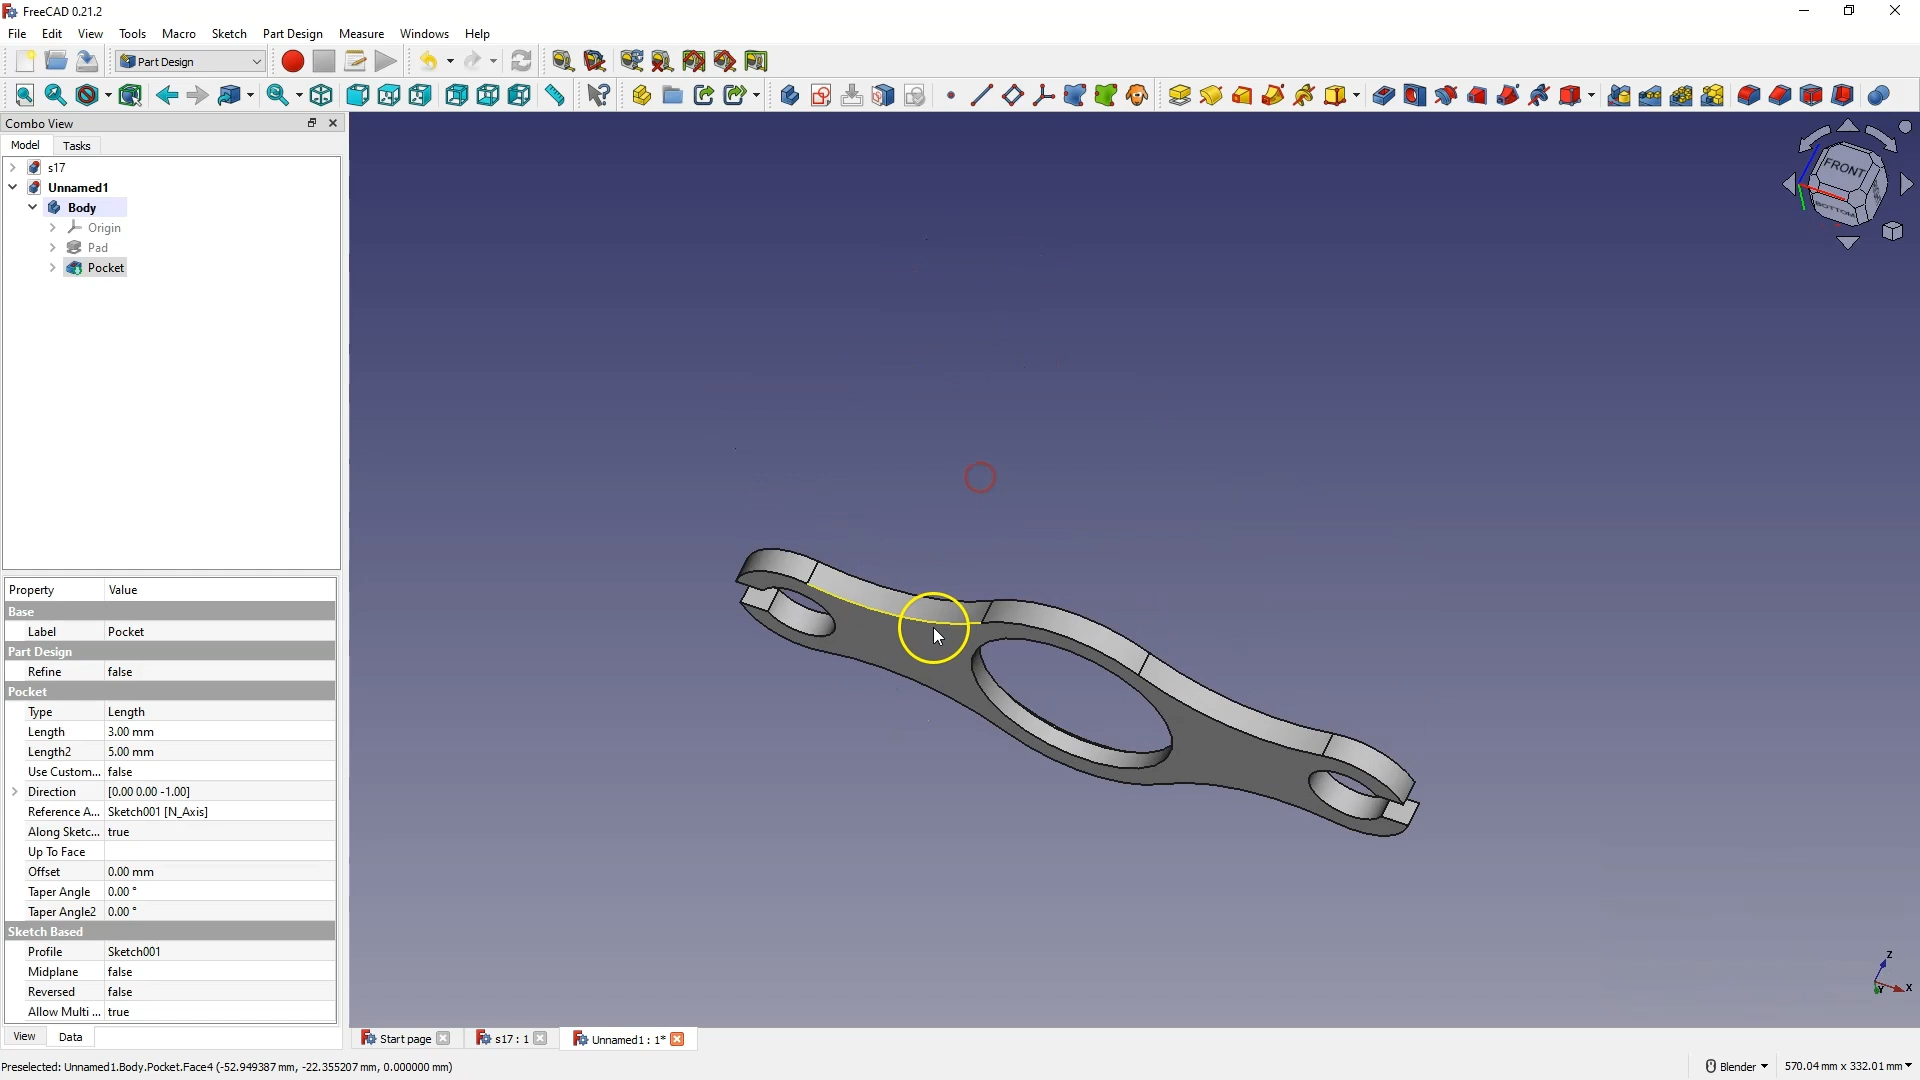 FreeCAD 0.21.2
File Edit View Tools Macro Sketch Part Design Measure Windows Help
Part Design
Combo View
Model Tasks
s17
Unnamed1
Body
Origin
Pad
Pocket
FRONT
BOTTOM
Property Value
Base
Label Pocket
Part Design
Refine false
Pocket
Type Length
Length 3.00 mm
Length2 5.00 mm
Use Custom... false
Direction [0.00 0.00 -1.00]
Reference A... Sketch001 [N_Axis]
Along Sketc... true
Up To Face
Offset 0.00 mm
Taper Angle 0.00 °
Taper Angle2 0.00 °
Sketch Based
Profile Sketch001
Midplane false
Reversed false
Allow Multi ... true
Z
Y
X
View Data
Start page s17 : 1 Unnamed1 : 1*
Preselected: Unnamed1.Body.Pocket.Face4 (-52.949387 mm, -22.355207 mm, 0.000000 mm)
Blender 570.04 mm x 332.01 mm